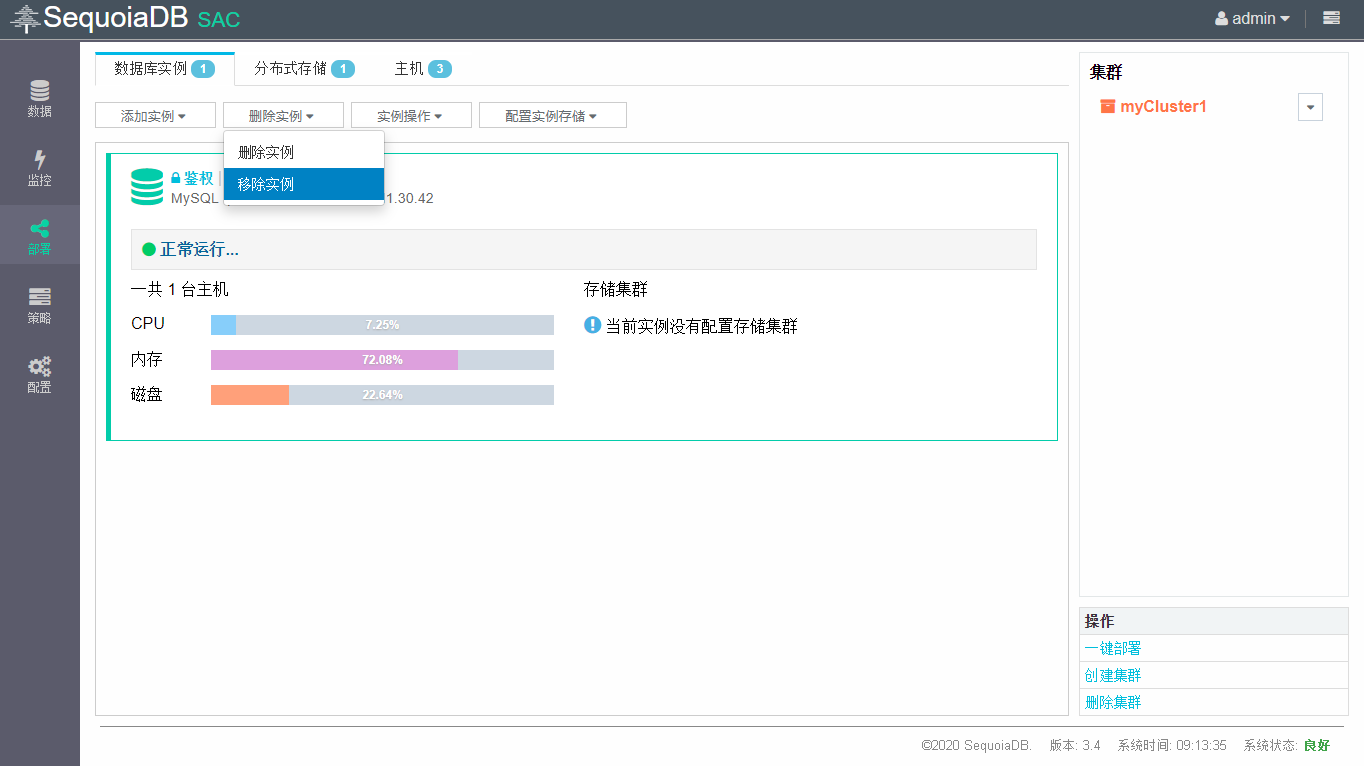 SequoiaDB SAC
admin
数据库实例 1
分布式存储 1
主机 3
集群
myCluster1
数据
监控
部署
策略
配置
添加实例
删除实例
实例操作
配置实例存储
删除实例
移除实例
鉴权
MySQL
1.30.42
正常运行...
一共 1 台主机
存储集群
CPU
7.25%
当前实例没有配置存储集群
内存
72.08%
磁盘
22.64%
操作
一键部署
创建集群
删除集群
©2020 SequoiaDB. 版本: 3.4 系统时间: 09:13:35 系统状态: 良好